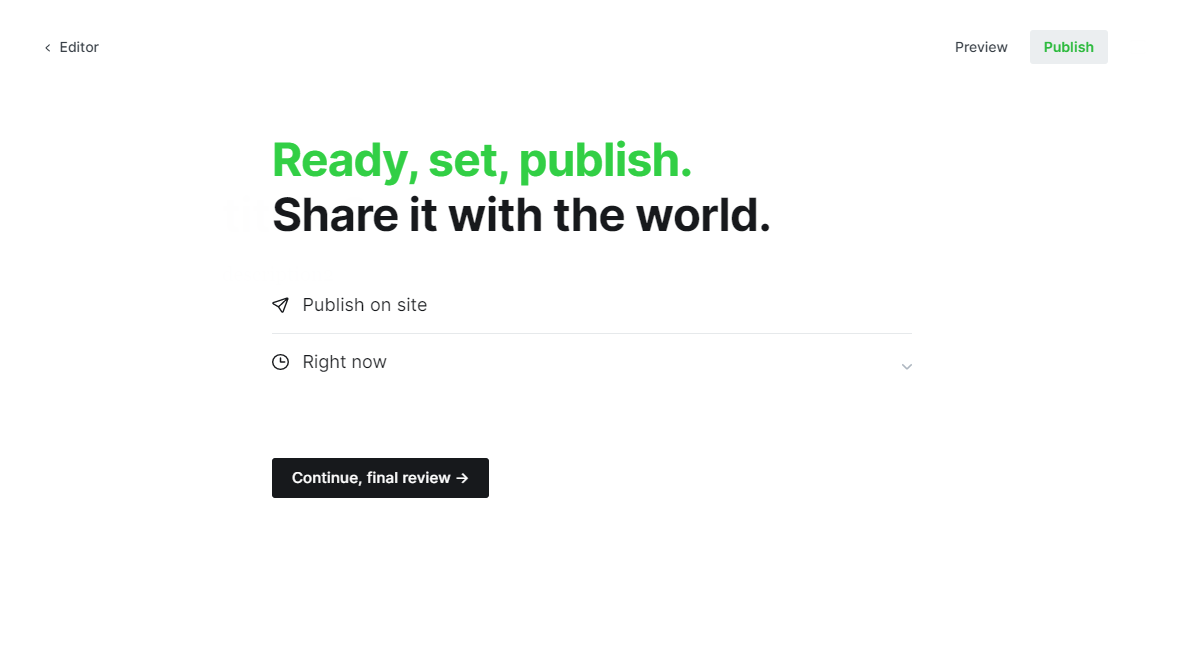 Editor
Preview
Publish
Ready, set, publish.
Share it with the world.
Publish on site
Right now
Continue, final review →